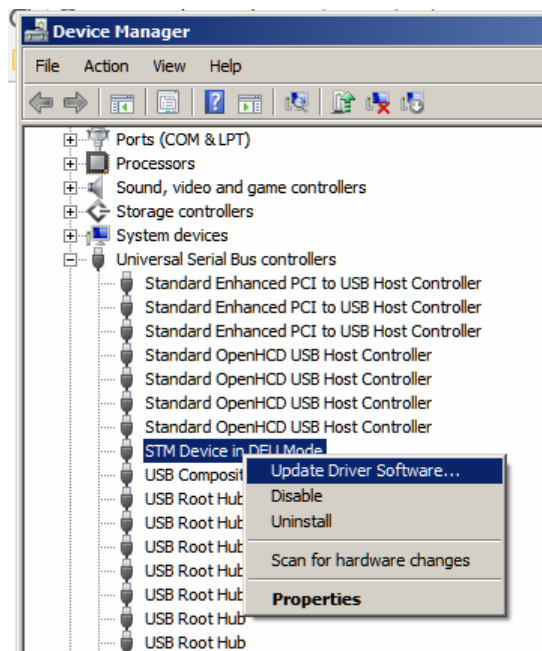 Device Manager
File Action View Help
Ports (COM & LPT)
Processors
Sound, video and game controllers
Storage controllers
System devices
Universal Serial Bus controllers
Standard Enhanced PCI to USB Host Controller
Standard Enhanced PCI to USB Host Controller
Standard Enhanced PCI to USB Host Controller
Standard OpenHCD USB Host Controller
Standard OpenHCD USB Host Controller
Standard OpenHCD USB Host Controller
Standard OpenHCD USB Host Controller
STM Device in DFU Mode
USB Composit
USB Root Hub
USB Root Hub
USB Root Hub
USB Root Hub
USB Root Hub
USB Root Hub
USB Root Hub
Update Driver Software...
Disable
Uninstall
Scan for hardware changes
Properties